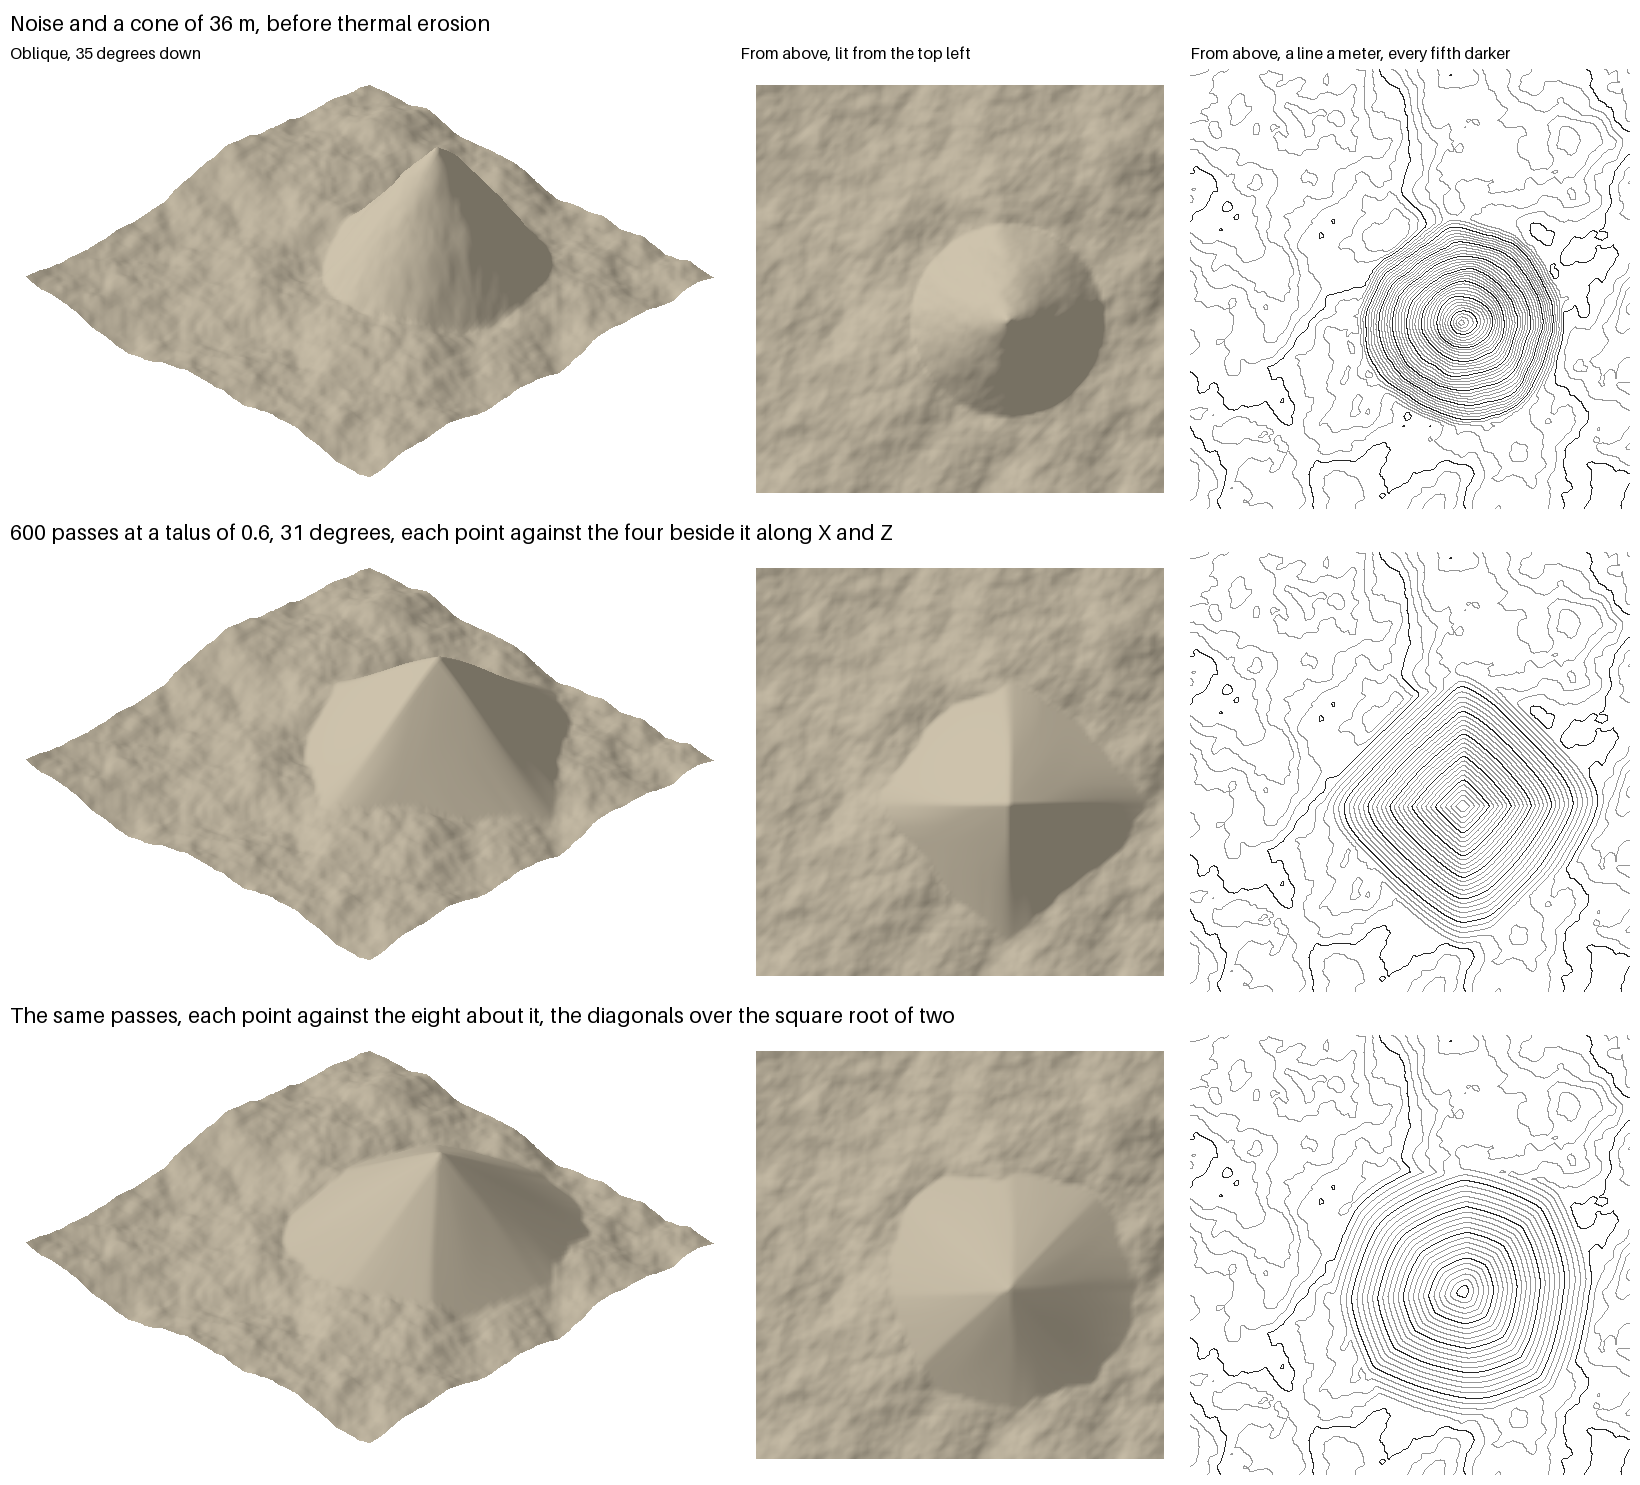 Noise and a cone of 36 m, before thermal erosion
Oblique, 35 degrees down
From above, lit from the top left
From above, a line a meter, every fifth darker
600 passes at a talus of 0.6, 31 degrees, each point against the four beside it along X and Z
The same passes, each point against the eight about it, the diagonals over the square root of two